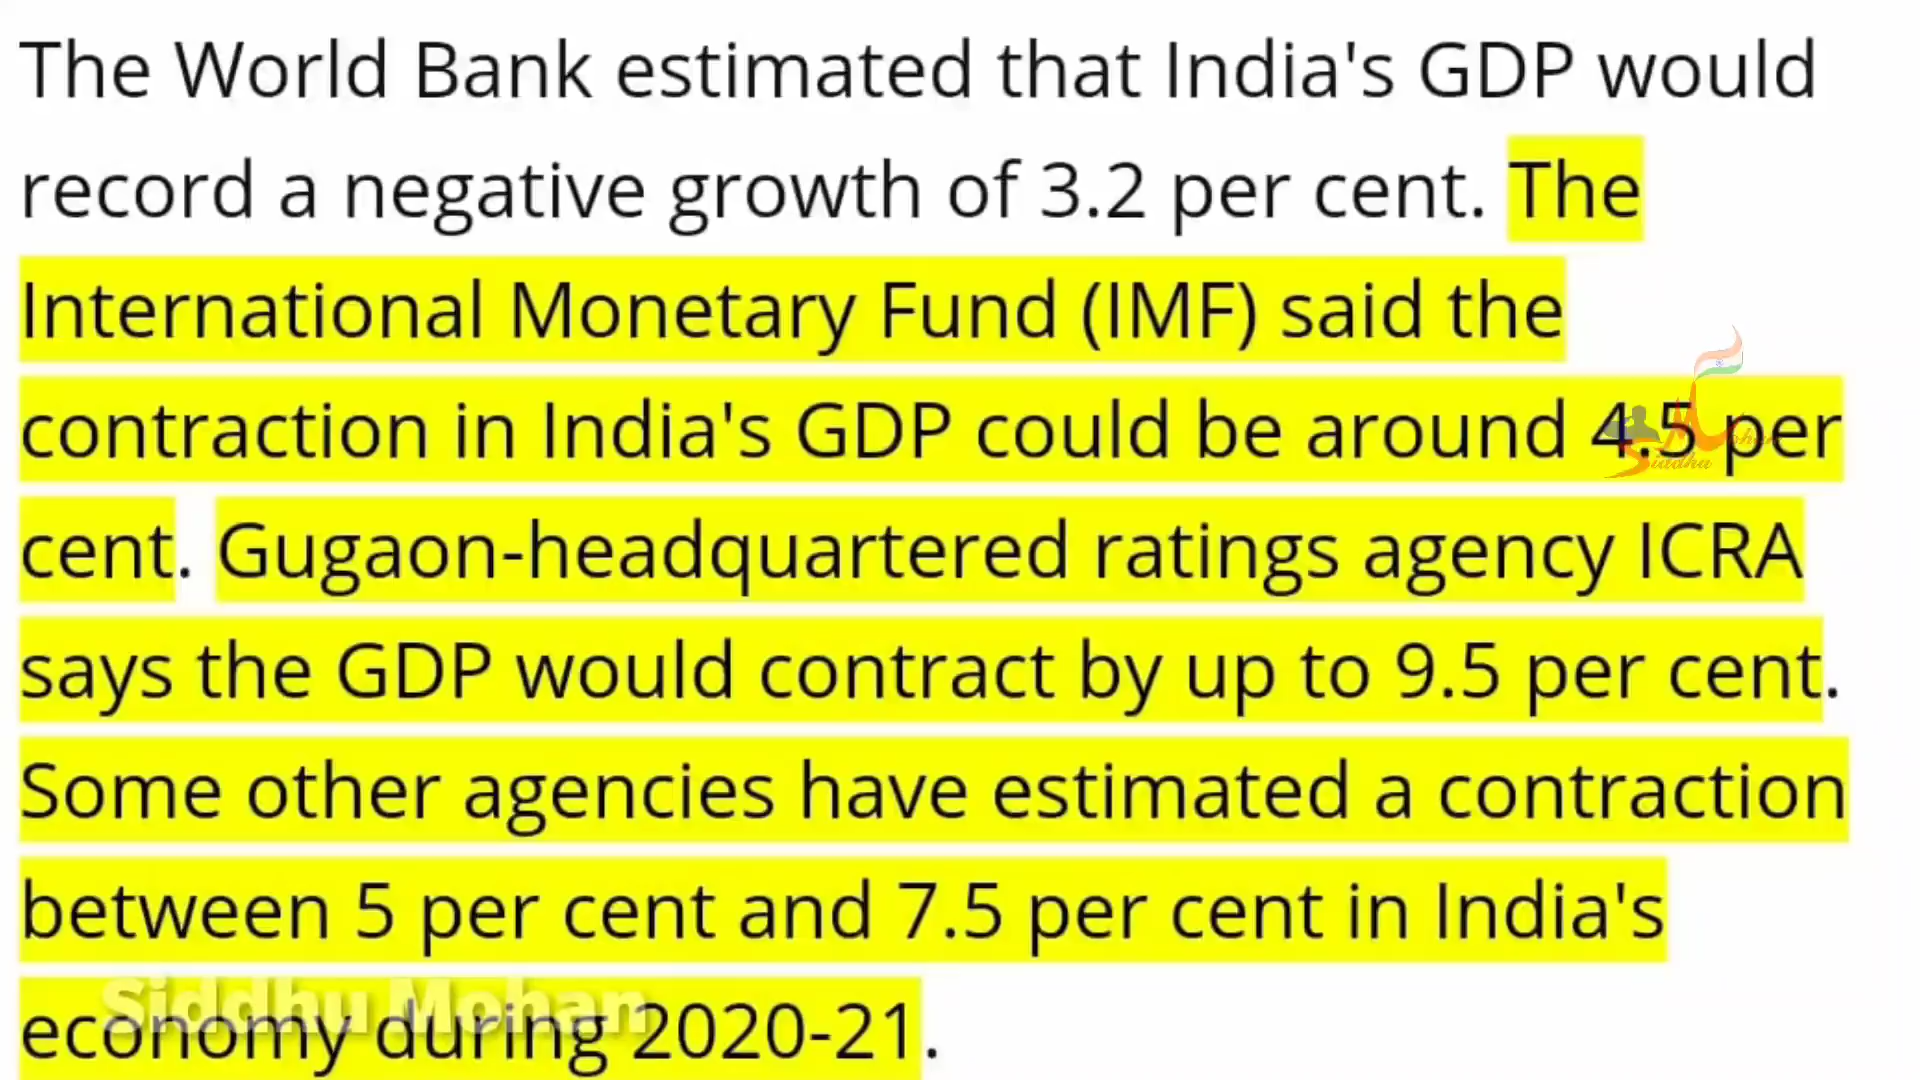 The World Bank estimated that India's GDP would
record a negative growth of 3.2 per cent. The
International Monetary Fund (IMF) said the
contraction in India's GDP could be around 4.5 per
cent. Gugaon-headquartered ratings agency ICRA
says the GDP would contract by up to 9.5 per cent.
Some other agencies have estimated a contraction
between 5 per cent and 7.5 per cent in India's
economy during 2020-21.
Siddhu Mohan
Siddhu Mohan